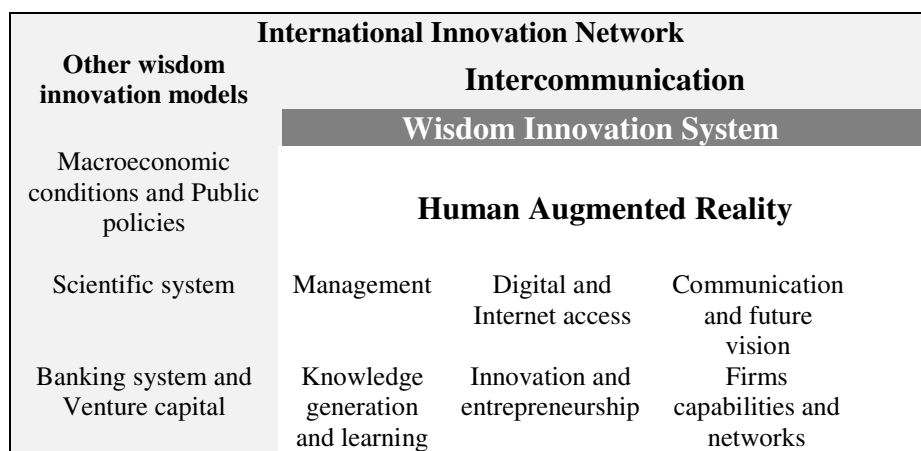 International Innovation Network
Other wisdom
innovation models
Intercommunication
Wisdom Innovation System
Macroeconomic
conditions and Public
policies
Human Augmented Reality
Scientific system
Management
Digital and
Internet access
Communication
and future
vision
Banking system and
Venture capital
Knowledge
generation
and learning
Innovation and
entrepreneurship
Firms
capabilities and
networks